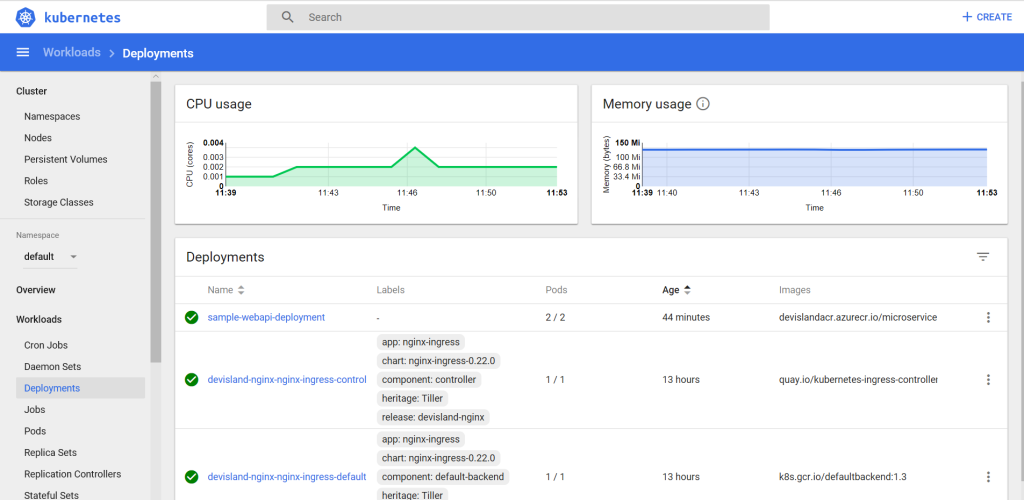 kubernetes
Search
CREATE
Workloads
Deployments
Cluster
Namespaces
Nodes
Persistent Volumes
Roles
Storage Classes
Namespace
default
Overview
Workloads
Cron Jobs
Daemon Sets
Deployments
Jobs
Pods
Replica Sets
Replication Controllers
Stateful Sets
CPU usage
CPU (cores)
0.004
0.003
0.002
0.001
0
11:39 11:43 11:46 11:50 11:53
Time
Memory usage
Memory (bytes)
150 Mi
100 Mi
66.8 Mi
33.4 Mi
0
11:39 11:40 11:43 11:46 11:50 11:53
Time
Deployments
Name Labels Pods Age Images
sample-webapi-deployment - 2 / 2 44 minutes devislandacr.azurecr.io/microservice
app: nginx-ingress
chart: nginx-ingress-0.22.0
devisland-nginx-nginx-ingress-control component: controller 1 / 1 13 hours quay.io/kubernetes-ingress-controller
heritage: Tiller
release: devisland-nginx
app: nginx-ingress
chart: nginx-ingress-0.22.0
devisland-nginx-nginx-ingress-default component: default-backend 1 / 1 13 hours k8s.gcr.io/defaultbackend:1.3
heritage: Tiller